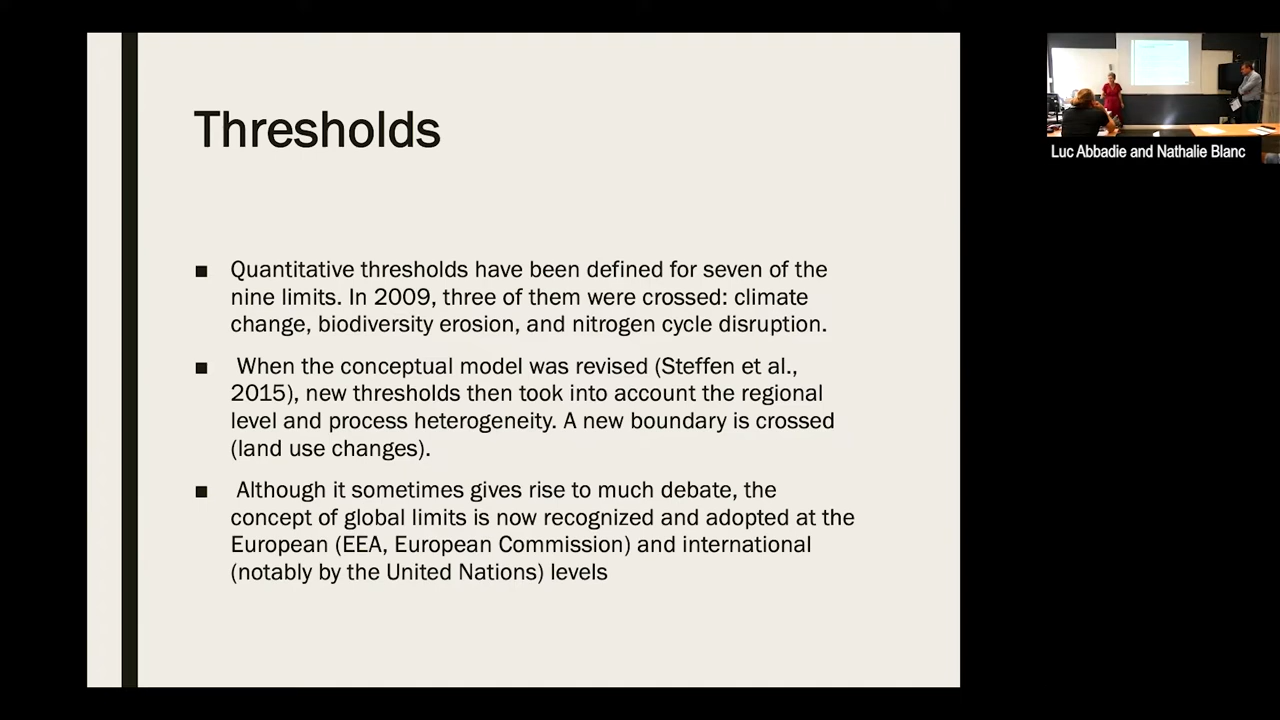 Thresholds
■ Quantitative thresholds have been defined for seven of the
nine limits. In 2009, three of them were crossed: climate
change, biodiversity erosion, and nitrogen cycle disruption.
■ When the conceptual model was revised (Steffen et al.,
2015), new thresholds then took into account the regional
level and process heterogeneity. A new boundary is crossed
(land use changes).
■ Although it sometimes gives rise to much debate, the
concept of global limits is now recognized and adopted at the
European (EEA, European Commission) and international
(notably by the United Nations) levels
Luc Abbadie and Nathalie Blanc